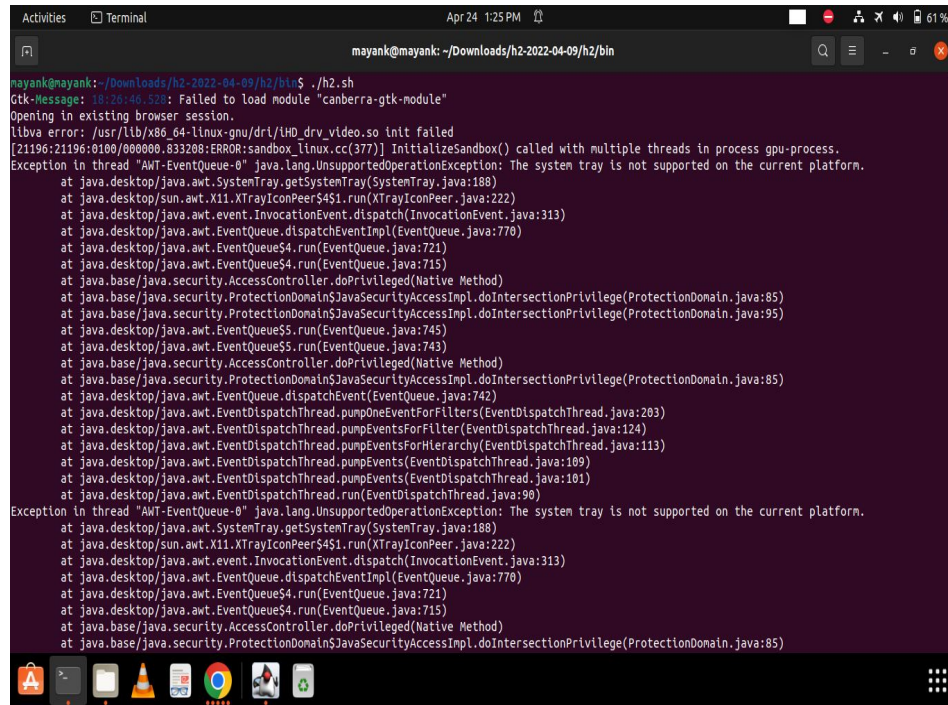 Activities
Terminal
Apr 24 1:25 PM
61 %
mayank@mayank: ~/Downloads/h2-2022-04-09/h2/bin
mayank@mayank:~/Downloads/h2-2022-04-09/h2/bin$ ./h2.sh
Gtk-Message: 18:26:46.528: Failed to load module "canberra-gtk-module"
Opening in existing browser session.
libva error: /usr/lib/x86_64-linux-gnu/dri/iHD_drv_video.so init failed
[21196:21196:0100/000000.833208:ERROR:sandbox_linux.cc(377)] InitializeSandbox() called with multiple threads in process gpu-process.
Exception in thread "AWT-EventQueue-0" java.lang.UnsupportedOperationException: The system tray is not supported on the current platform.
at java.desktop/java.awt.SystemTray.getSystemTray(SystemTray.java:188)
at java.desktop/sun.awt.X11.XTrayIconPeer$4$1.run(XTrayIconPeer.java:222)
at java.desktop/java.awt.event.InvocationEvent.dispatch(InvocationEvent.java:313)
at java.desktop/java.awt.EventQueue.dispatchEventImpl(EventQueue.java:770)
at java.desktop/java.awt.EventQueue$4.run(EventQueue.java:721)
at java.desktop/java.awt.EventQueue$4.run(EventQueue.java:715)
at java.base/java.security.AccessController.doPrivileged(Native Method)
at java.base/java.security.ProtectionDomain$JavaSecurityAccessImpl.doIntersectionPrivilege(ProtectionDomain.java:85)
at java.base/java.security.ProtectionDomain$JavaSecurityAccessImpl.doIntersectionPrivilege(ProtectionDomain.java:95)
at java.desktop/java.awt.EventQueue$5.run(EventQueue.java:745)
at java.desktop/java.awt.EventQueue$5.run(EventQueue.java:743)
at java.base/java.security.AccessController.doPrivileged(Native Method)
at java.base/java.security.ProtectionDomain$JavaSecurityAccessImpl.doIntersectionPrivilege(ProtectionDomain.java:85)
at java.desktop/java.awt.EventQueue.dispatchEvent(EventQueue.java:742)
at java.desktop/java.awt.EventDispatchThread.pumpOneEventForFilters(EventDispatchThread.java:203)
at java.desktop/java.awt.EventDispatchThread.pumpEventsForFilter(EventDispatchThread.java:124)
at java.desktop/java.awt.EventDispatchThread.pumpEventsForHierarchy(EventDispatchThread.java:113)
at java.desktop/java.awt.EventDispatchThread.pumpEvents(EventDispatchThread.java:109)
at java.desktop/java.awt.EventDispatchThread.pumpEvents(EventDispatchThread.java:101)
at java.desktop/java.awt.EventDispatchThread.run(EventDispatchThread.java:90)
Exception in thread "AWT-EventQueue-0" java.lang.UnsupportedOperationException: The system tray is not supported on the current platform.
at java.desktop/java.awt.SystemTray.getSystemTray(SystemTray.java:188)
at java.desktop/sun.awt.X11.XTrayIconPeer$4$1.run(XTrayIconPeer.java:222)
at java.desktop/java.awt.event.InvocationEvent.dispatch(InvocationEvent.java:313)
at java.desktop/java.awt.EventQueue.dispatchEventImpl(EventQueue.java:770)
at java.desktop/java.awt.EventQueue$4.run(EventQueue.java:721)
at java.desktop/java.awt.EventQueue$4.run(EventQueue.java:715)
at java.base/java.security.AccessController.doPrivileged(Native Method)
at java.base/java.security.ProtectionDomain$JavaSecurityAccessImpl.doIntersectionPrivilege(ProtectionDomain.java:85)